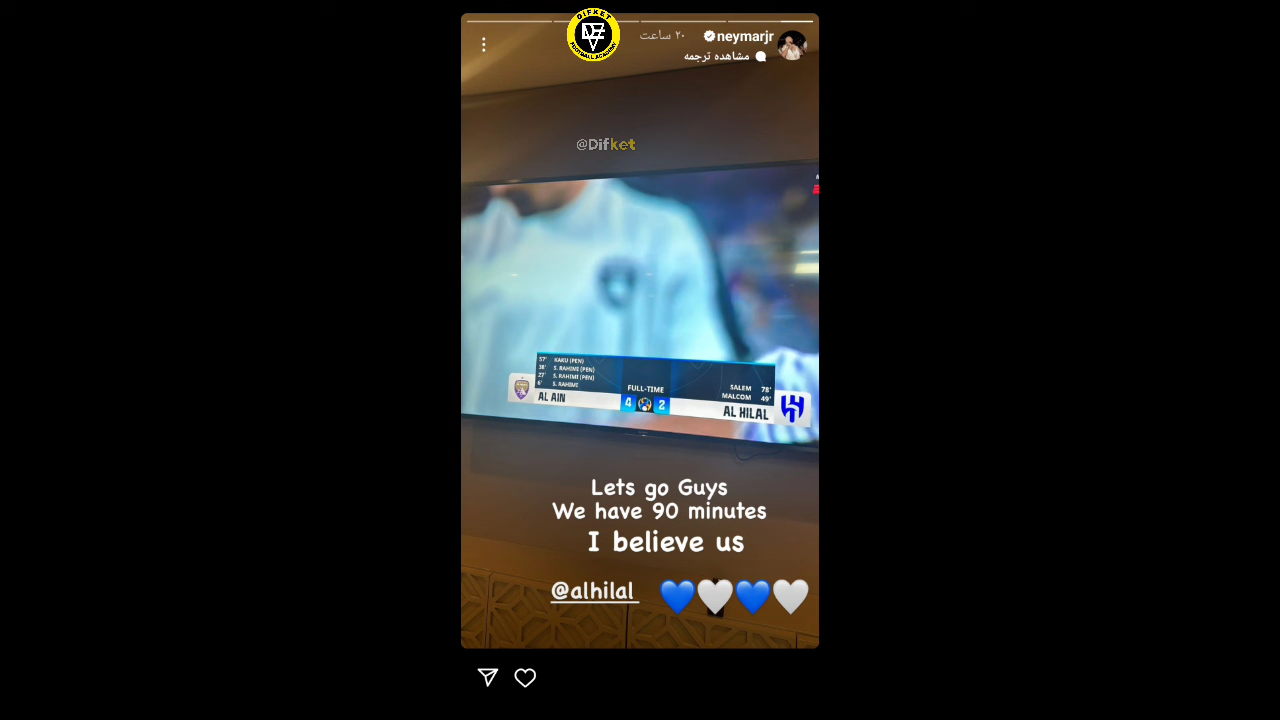 DIFKET
FOOTBALL ACADEMY
neymarjr
۲۰ ساعت
مشاهده ترجمه
@Difket
57' KAKU (PEN)
38' S. RAHIMI (PEN)
27' S. RAHIMI (PEN)
6' S. RAHIMI
FULL-TIME
SALEM 78'
MALCOM 49'
AL AIN 4 2 AL HILAL
Lets go Guys
We have 90 minutes
I believe us
@alhilal 💙🤍💙🤍